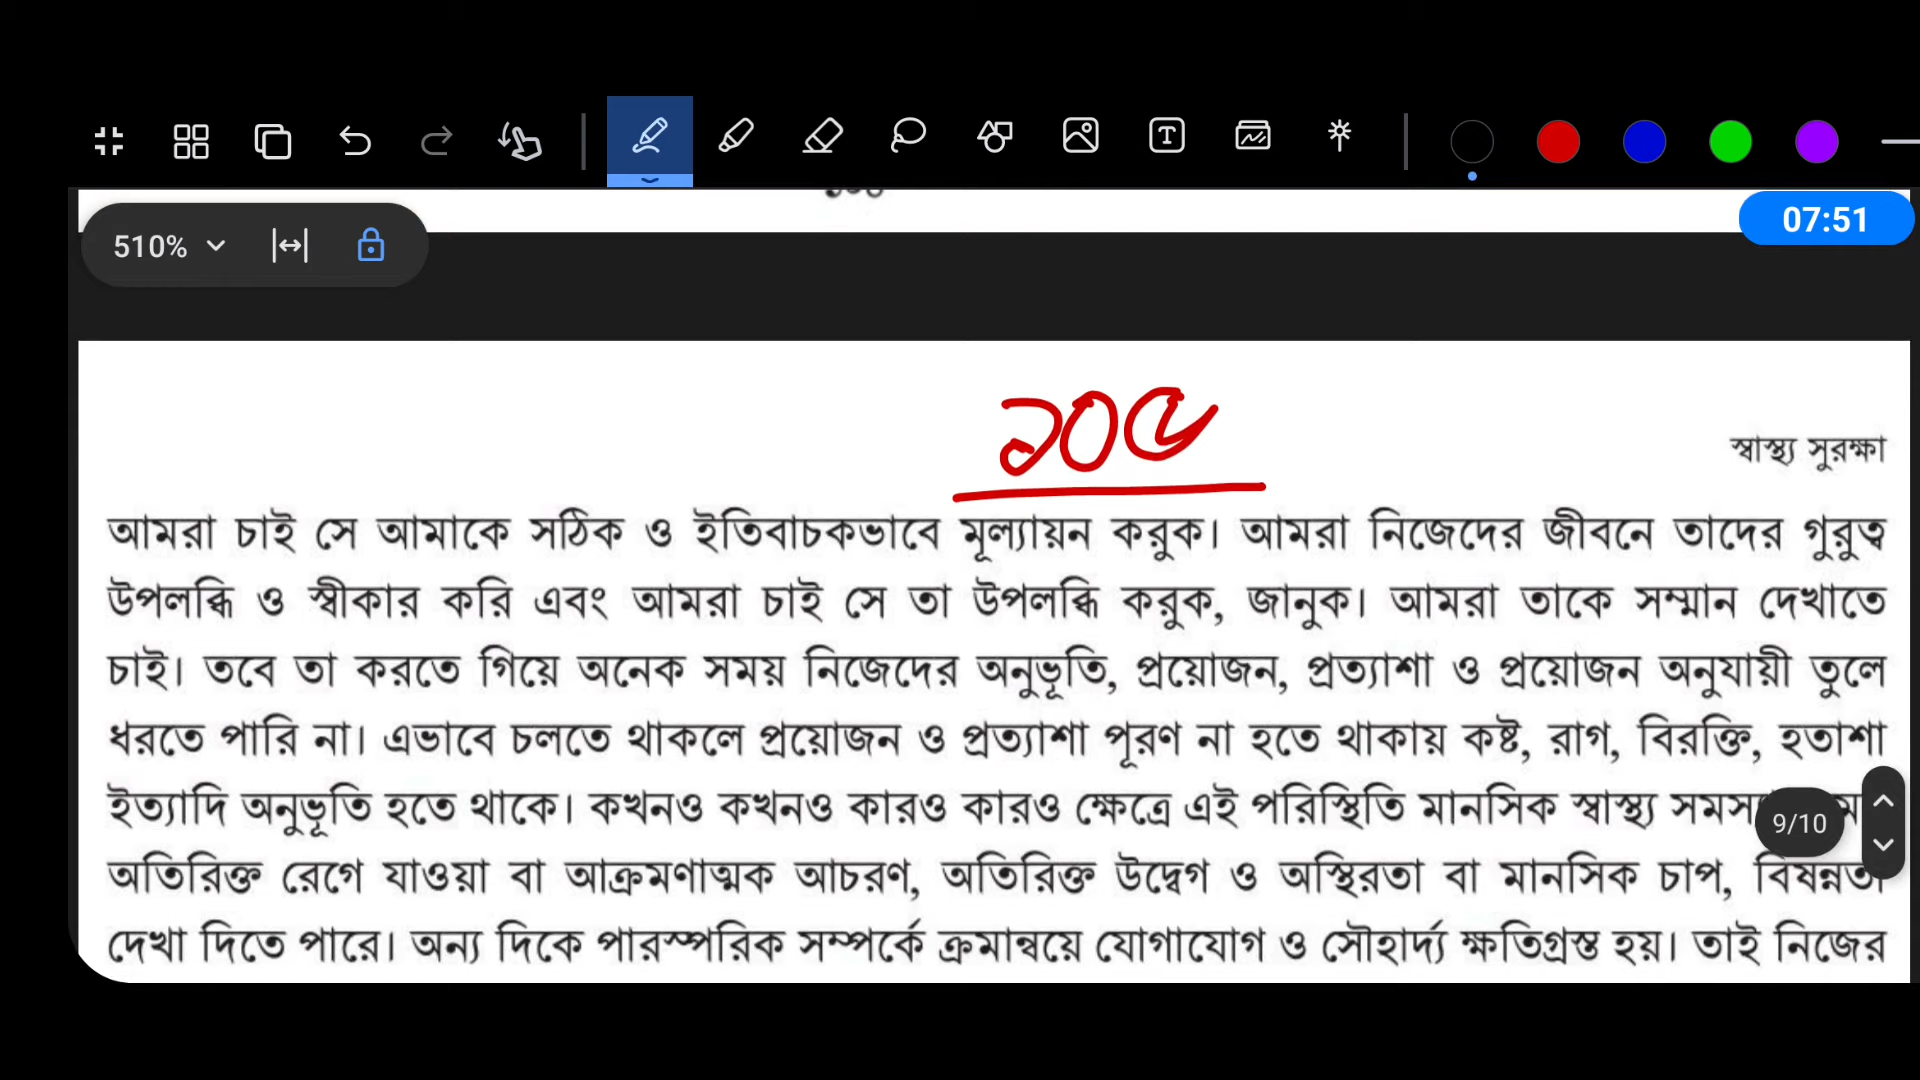 510%
07:51
১০৫
স্বাস্থ্য সুরক্ষা
আমরা চাই সে আমাকে সঠিক ও ইতিবাচকভাবে মূল্যায়ন করুক। আমরা নিজেদের জীবনে তাদের গুরুত্ব
উপলব্ধি ও স্বীকার করি এবং আমরা চাই সে তা উপলব্ধি করুক, জানুক। আমরা তাকে সম্মান দেখাতে
চাই। তবে তা করতে গিয়ে অনেক সময় নিজেদের অনুভূতি, প্রয়োজন, প্রত্যাশা ও প্রয়োজন অনুযায়ী তুলে
ধরতে পারি না। এভাবে চলতে থাকলে প্রয়োজন ও প্রত্যাশা পূরণ না হতে থাকায় কষ্ট, রাগ, বিরক্তি, হতাশা
ইত্যাদি অনুভূতি হতে থাকে। কখনও কখনও কারও কারও ক্ষেত্রে এই পরিস্থিতি মানসিক স্বাস্থ্য
9/10
অতিরিক্ত রেগে যাওয়া বা আক্রমণাত্মক আচরণ, অতিরিক্ত উদ্বেগ ও অস্থিরতা বা মানসিক চাপ, বিষন্নতা
দেখা দিতে পারে। অন্য দিকে পারস্পরিক সম্পর্কে ক্রমান্বয়ে যোগাযোগ ও সৌহার্দ্য ক্ষতিগ্রস্ত হয়। তাই নিজের